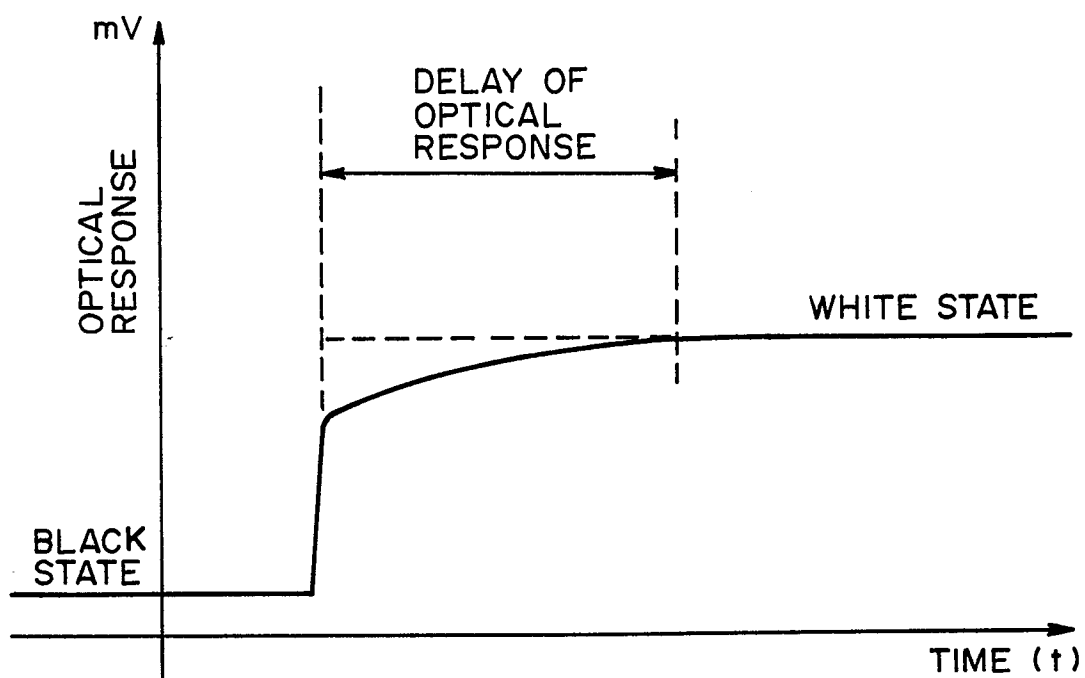 mV
DELAY OF
OPTICAL
RESPONSE
OPTICAL
RESPONSE
WHITE STATE
BLACK
STATE
TIME (t)